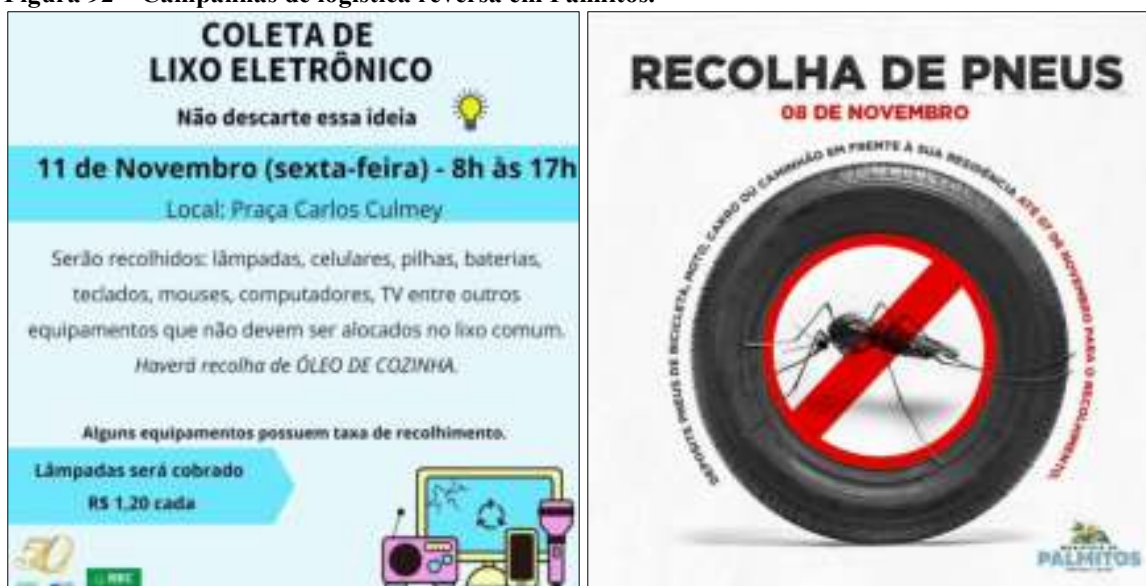 Figura 92 – Campanhas de logística reversa em Palmitos.
COLETA DE
LIXO ELETRÔNICO
Não descarte essa ideia
11 de Novembro (sexta-feira) - 8h às 17h
Local: Praça Carlos Culmey
Serão recolhidos: lâmpadas, celulares, pilhas, baterias,
teclados, mouses, computadores, TV entre outros
equipamentos que não devem ser alocados no lixo comum.
Haverá recolha de ÓLEO DE COZINHA.
Alguns equipamentos possuem taxa de recolhimento.
Lâmpadas será cobrado
R$ 1,20 cada
50
RECOLHA DE PNEUS
08 DE NOVEMBRO
DEPOSITE PNEUS DE BICICLETA, MOTO, CARRO OU CAMINHÃO EM FRENTE À SUA RESIDÊNCIA ATÉ 07 DE NOVEMBRO PARA O RECOLHIMENTO.
PALMITOS